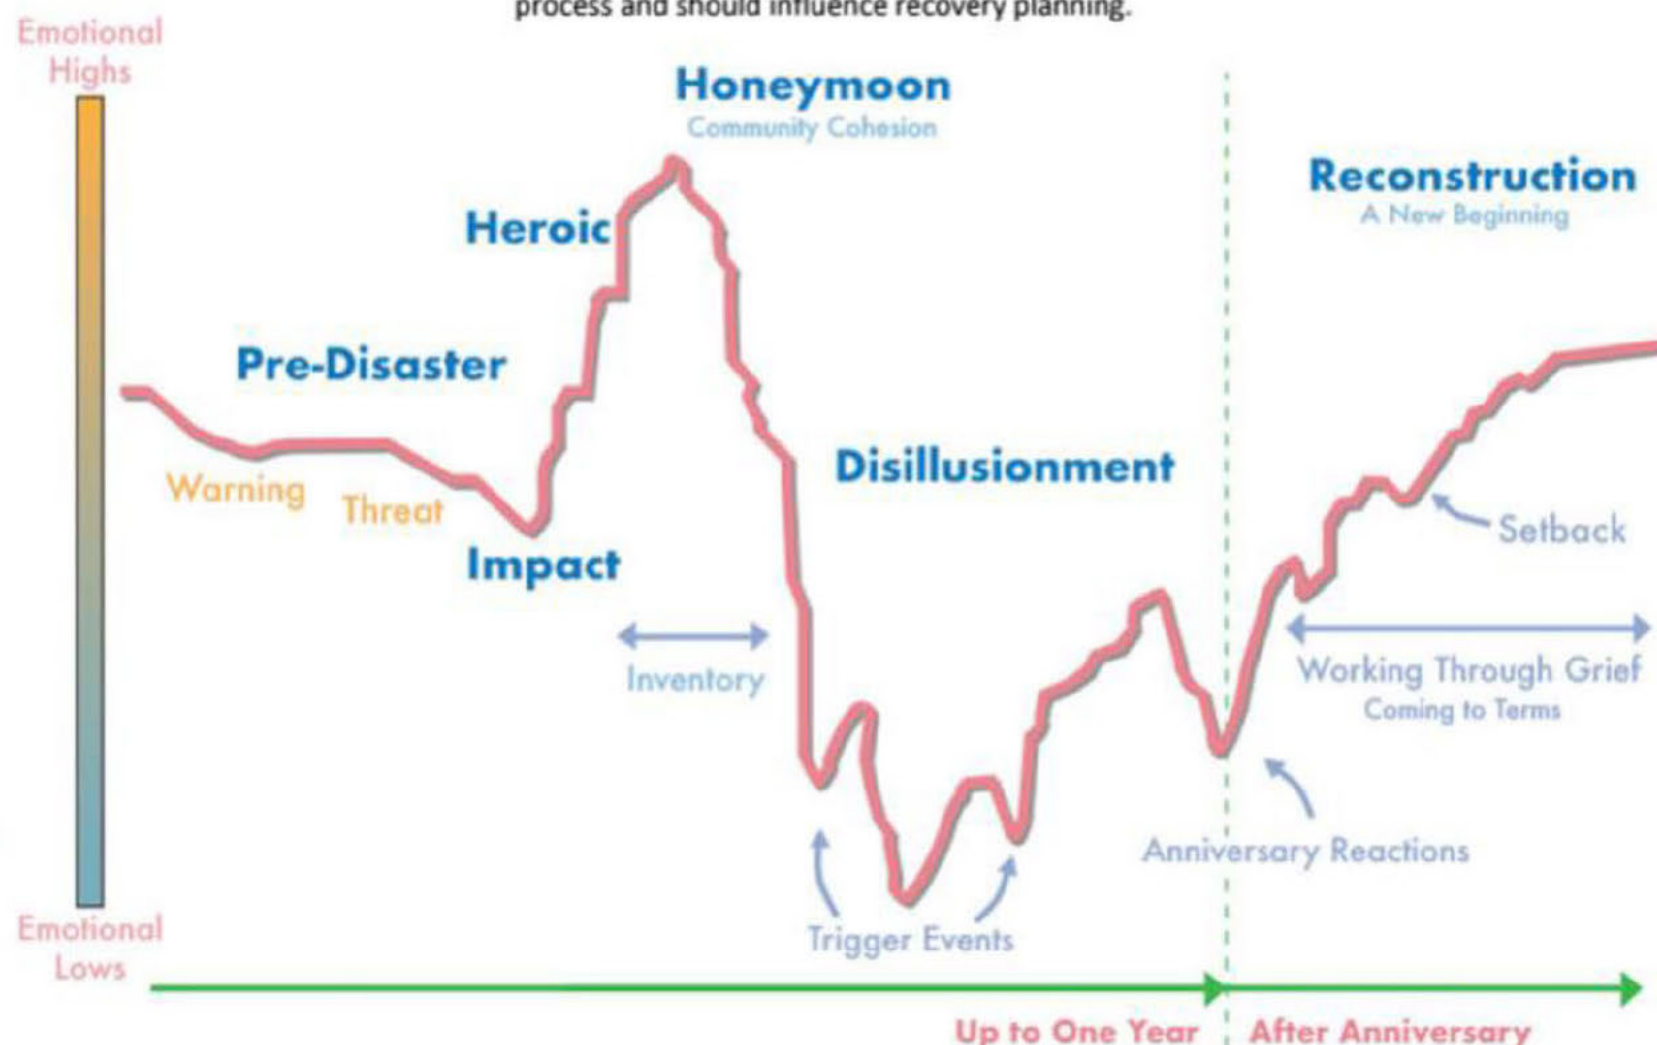 process and should influence recovery planning.
Emotional
Highs
Honeymoon
Community Cohesion
Reconstruction
A New Beginning
Heroic
Pre-Disaster
Disillusionment
Warning
Threat
Setback
Impact
Inventory
Working Through Grief
Coming to Terms
Anniversary Reactions
Trigger Events
Emotional
Lows
Up to One Year
After Anniversary